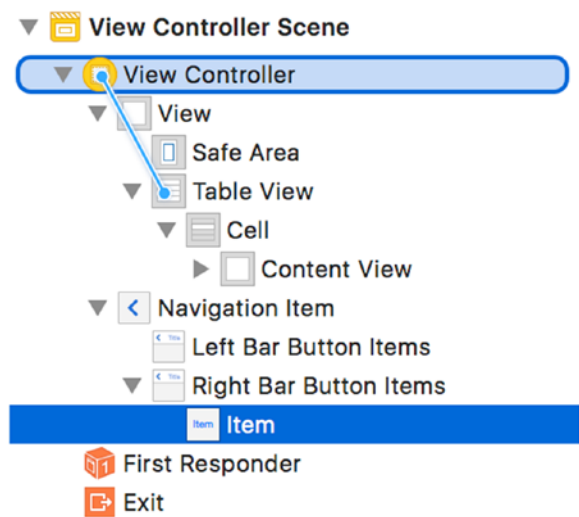 View Controller Scene
View Controller
View
Safe Area
Table View
Cell
Content View
Navigation Item
Left Bar Button Items
Right Bar Button Items
Item Item
First Responder
Exit